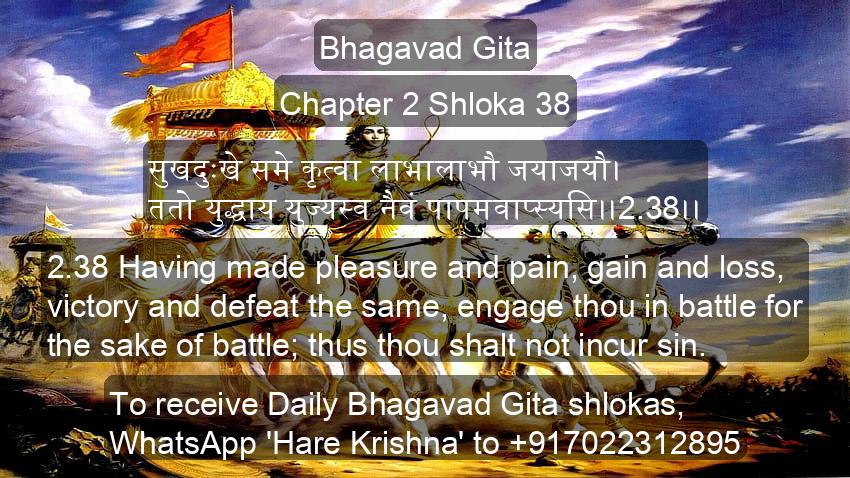 Bhagavad Gita
Chapter 2 Shloka 38
सुखदुःखे समे कृत्वा लाभालाभौ जयाजयौ।
ततो युद्धाय युज्यस्व नैवं पापमवाप्स्यसि।।2.38।।
2.38 Having made pleasure and pain, gain and loss,
victory and defeat the same, engage thou in battle for
the sake of battle; thus thou shalt not incur sin.
To receive Daily Bhagavad Gita shlokas,
WhatsApp 'Hare Krishna' to +917022312895